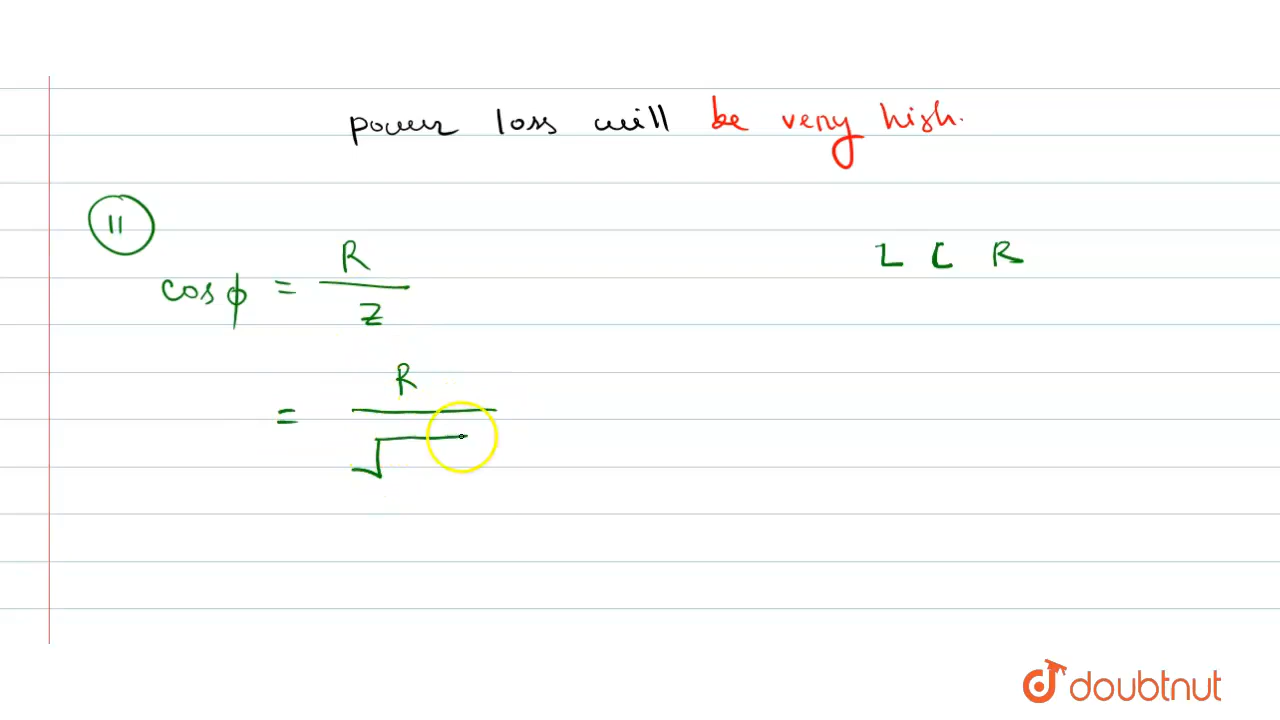 power loss will be very high.
11
cos φ = R / Z
L C R
= R / √
doubtnut